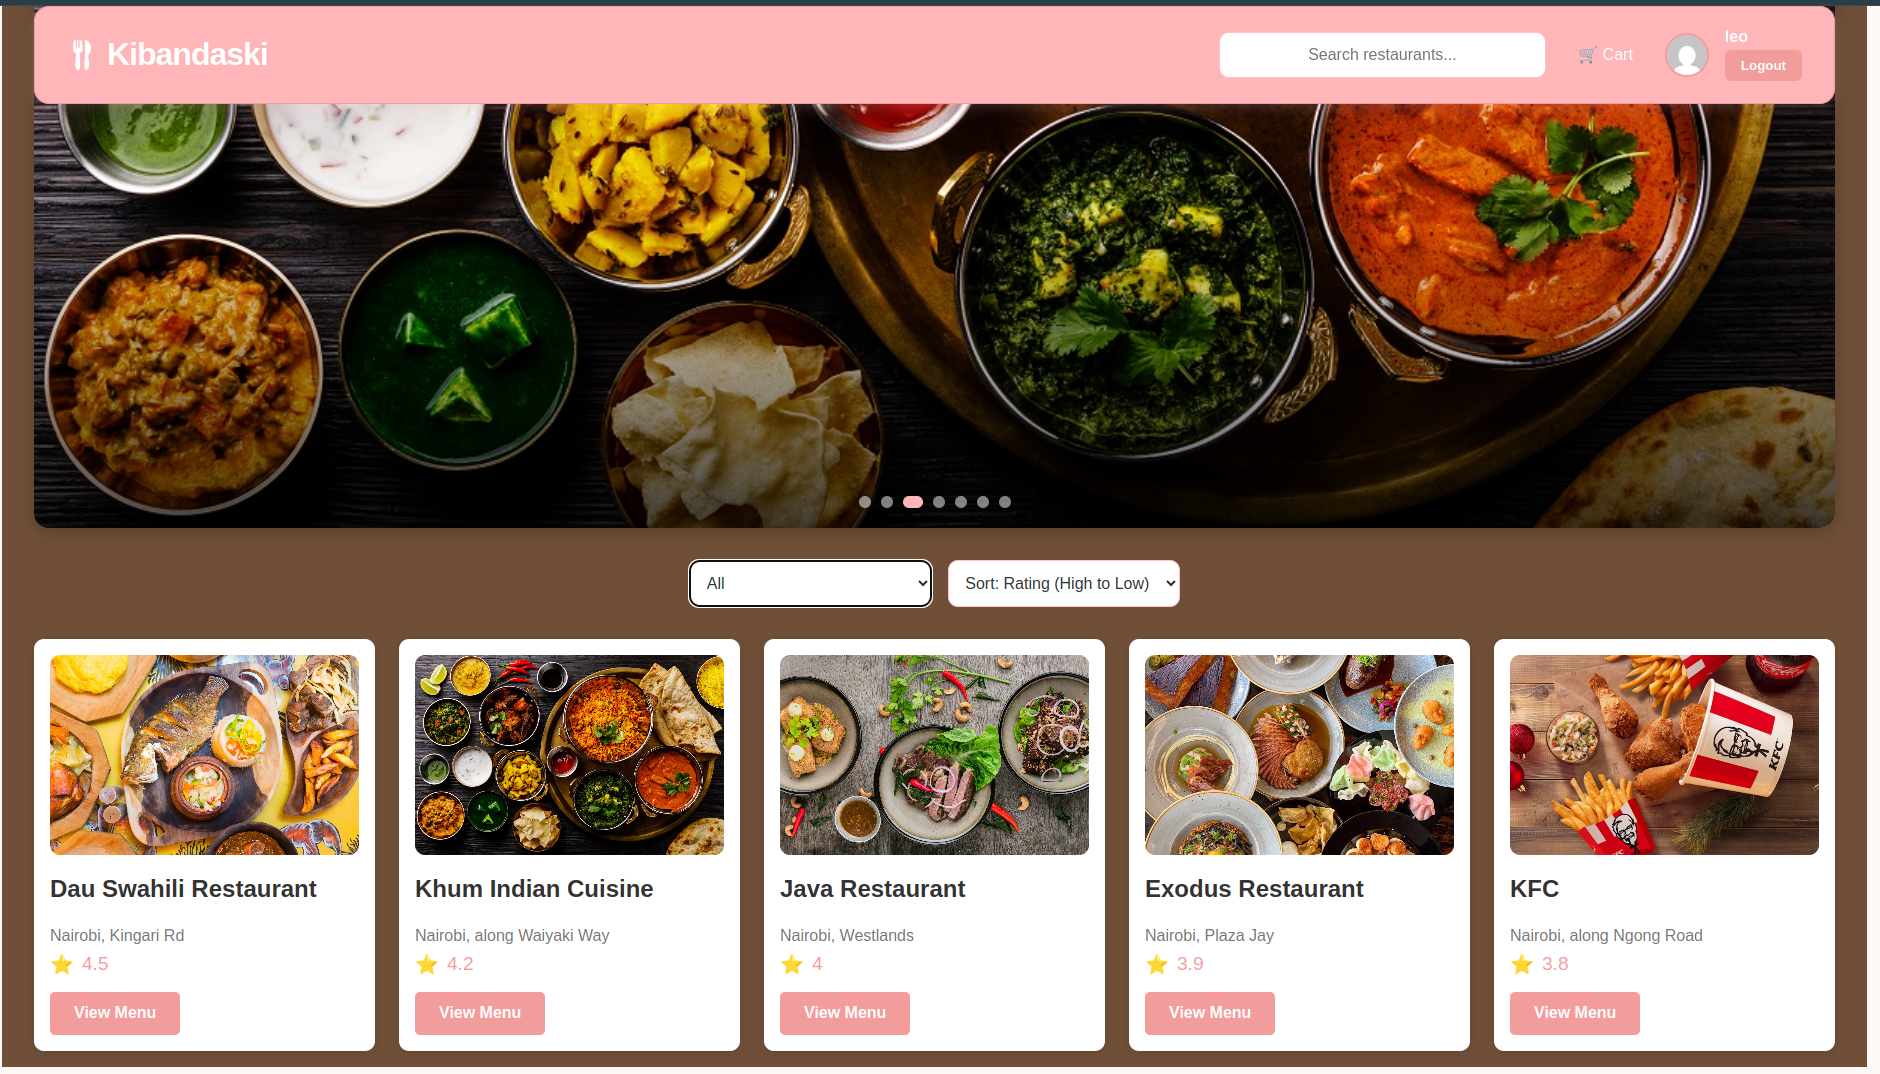 Kibandaski
Search restaurants...
🛒 Cart
leo
Logout
All
Sort: Rating (High to Low)
Dau Swahili Restaurant
Nairobi, Kingari Rd
⭐ 4.5
View Menu
Khum Indian Cuisine
Nairobi, along Waiyaki Way
⭐ 4.2
View Menu
Java Restaurant
Nairobi, Westlands
⭐ 4
View Menu
Exodus Restaurant
Nairobi, Plaza Jay
⭐ 3.9
View Menu
KFC
KFC
Nairobi, along Ngong Road
⭐ 3.8
View Menu